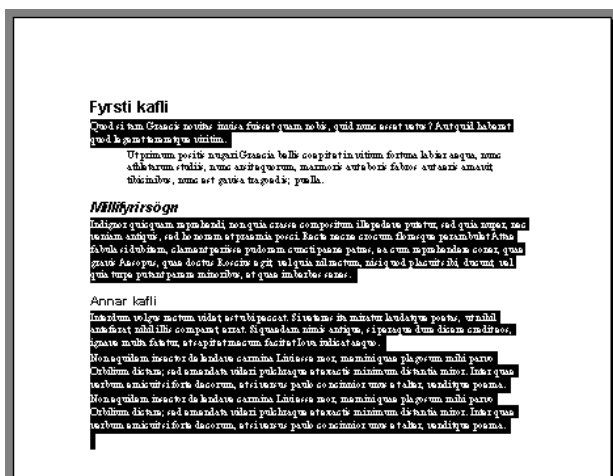 Fyrsti kafli
Quod si tam Graecis novitas invisa fuisset quam nobis, quid nunc esset vetus? Aut quid haberet
quod legeret tereretque viritim.
Ut primum positis nugari Graecia bellis coepit et in vitium fortuna labier aequa, nunc
athletarum studiis, nunc arsit equorum, marmoris aut eboris fabros aut aeris amavit,
tibicinibus, nunc est gavisa tragoedis; puella.
Millifyrirsögn
Indignor quicquam reprehendi, non quia crasse compositum illepedeve putetur, sed quia nuper, nec
veniam antiquis, sed honorem et praemia posci. Recte necne crocum floresque perambulet Attae
fabula si dubitem, clament periisse pudorem cuncti paene patres, ea cum reprehendere coner, quae
gravis Aesopus, quae doctus Roscius egit; vel quia nil rectum, nisi quod placuit sibi, ducunt, vel
quia turpe putant parere minoribus, et quae imberbes senes.
Annar kafli
Interdum volgus rectum videt, est ubi peccat. Si veteres ita miratur laudatque poetas, ut nihil
anteferat, nihil illis comparet, errat. Si quaedam nimis antique, si peraque dure dicere credit eos,
ignave multa fatetur, et sapit et mecum facit et Iova iudicat aequo.
Non equidem insector delendave carmina Livi esse reor, memini quae plagosum mihi parvo
Orbilium dictare; sed emendata videri pulchraque et exactis minimum distantia miror. Inter quae
verbum emicuit si forte decorum, et si versus paulo concinnior unus et alter, venditque poema.
Non equidem insector delendave carmina Livi esse reor, memini quae plagosum mihi parvo
Orbilium dictare; sed emendata videri pulchraque et exactis minimum distantia miror. Inter quae
verbum emicuit si forte decorum, et si versus paulo concinnior unus et alter, venditque poema.